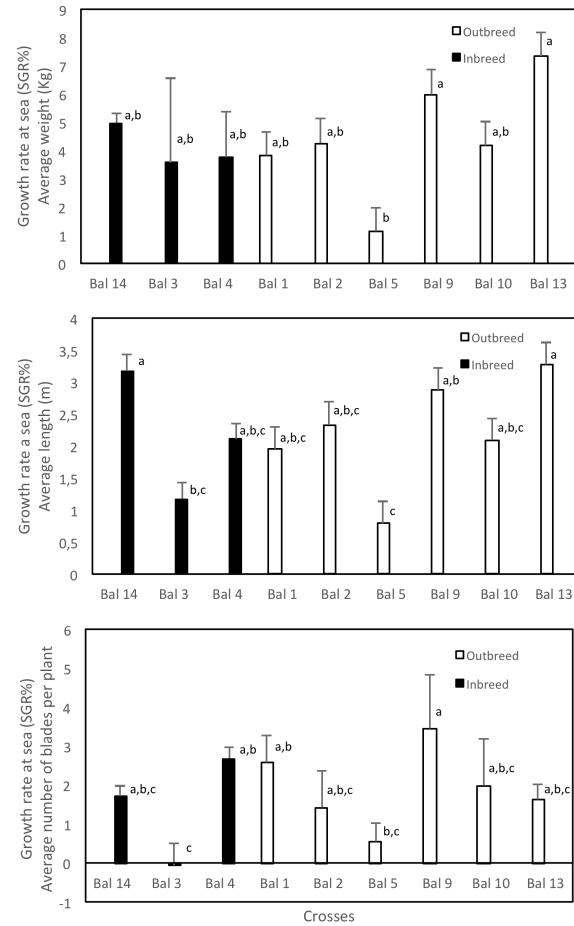 Growth rate at sea (SGR%)
Average weight (Kg)
9
8
7
6
5
4
3
2
1
0
Outbreed
Inbreed
a,b
a,b
a,b
a,b
a,b
b
a
a,b
a
Bal 14 Bal 3 Bal 4 Bal 1 Bal 2 Bal 5 Bal 9 Bal 10 Bal 13
Growth rate a sea (SGR%)
Average length (m)
4
3,5
3
2,5
2
1,5
1
0,5
0
Outbreed
Inbreed
a
b,c
a,b,c
a,b,c
a,b,c
c
a,b
a,b,c
a
Bal 14 Bal 3 Bal 4 Bal 1 Bal 2 Bal 5 Bal 9 Bal 10 Bal 13
Growth rate at sea (SGR%)
Average number of blades per plant
6
5
4
3
2
1
0
-1
Outbreed
Inbreed
a,b,c
c
a,b
a,b
a,b,c
b,c
a
a,b,c
a,b,c
Bal 14 Bal 3 Bal 4 Bal 1 Bal 2 Bal 5 Bal 9 Bal 10 Bal 13
Crosses